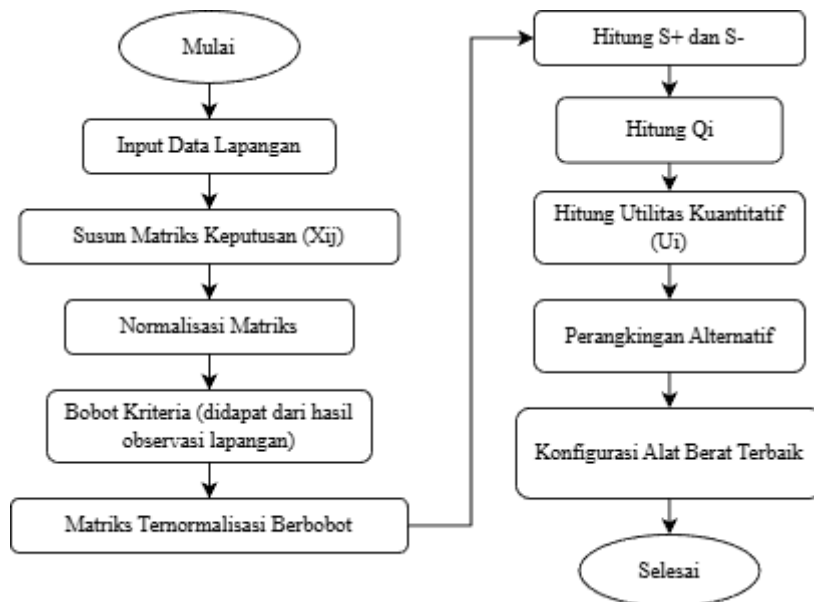 Mulai
Input Data Lapangan
Susun Matriks Keputusan (Xij)
Normalisasi Matriks
Bobot Kriteria (didapat dari hasil
observasi lapangan)
Matriks Ternormalisasi Berbobot
Hitung S+ dan S-
Hitung Qi
Hitung Utilitas Kuantitatif
(Ui)
Perangkingan Alternatif
Konfigurasi Alat Berat Terbaik
Selesai